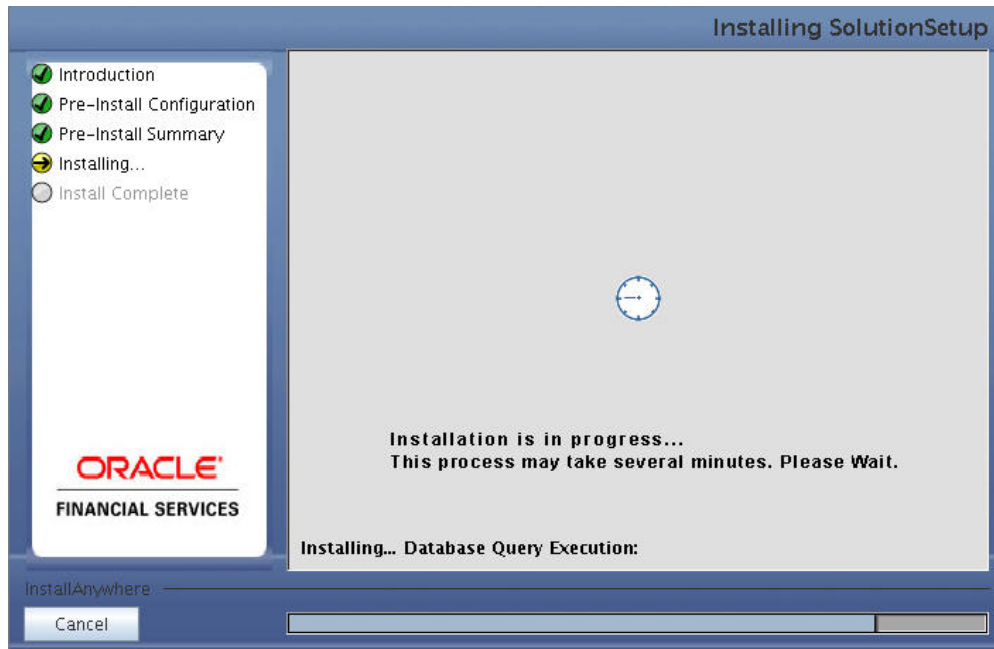 Installing SolutionSetup
Introduction
Pre-Install Configuration
Pre-Install Summary
Installing...
Install Complete
ORACLE'
FINANCIAL SERVICES
Installation is in progress...
This process may take several minutes. Please Wait.
Installing... Database Query Execution:
InstallAnywhere
Cancel